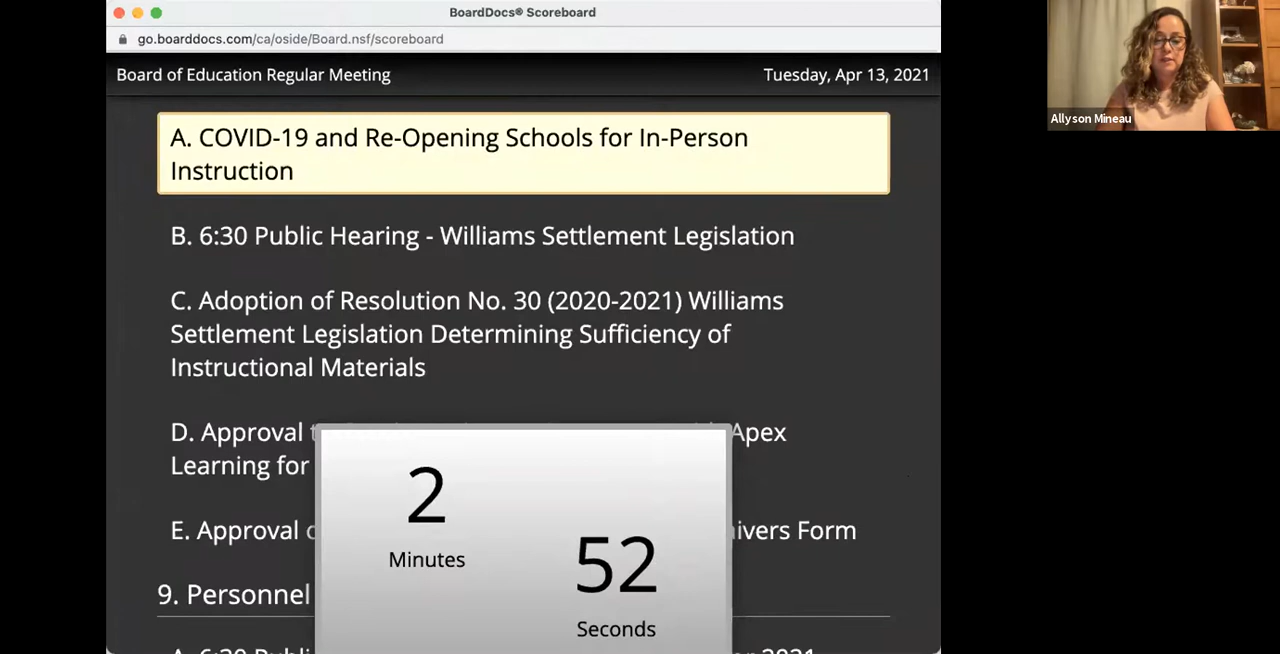 BoardDocs® Scoreboard
go.boarddocs.com/ca/oside/Board.nsf/scoreboard
Board of Education Regular Meeting
Tuesday, Apr 13, 2021
Allyson Mineau
A. COVID-19 and Re-Opening Schools for In-Person
Instruction
B. 6:30 Public Hearing - Williams Settlement Legislation
C. Adoption of Resolution No. 30 (2020-2021) Williams
Settlement Legislation Determining Sufficiency of
Instructional Materials
D. Approval Apex
Learning for
E. Approval Form
9. Personnel
2
Minutes
52
Seconds
A. 6:30 2021